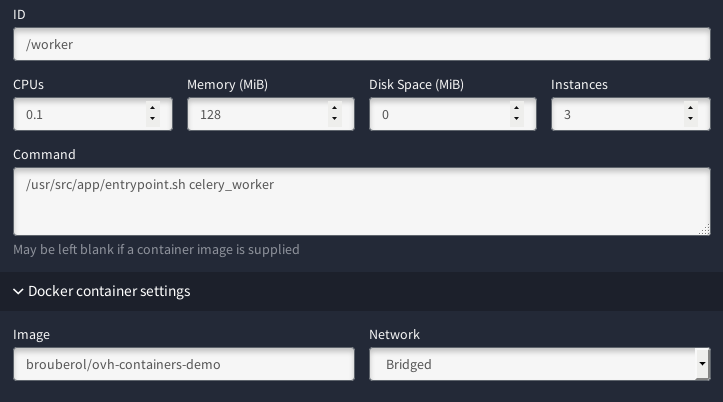 ID
/worker
CPUs Memory (MiB) Disk Space (MiB) Instances
0.1 128 0 3
Command
/usr/src/app/entrypoint.sh celery_worker
May be left blank if a container image is supplied
Docker container settings
Image Network
brouberol/ovh-containers-demo Bridged